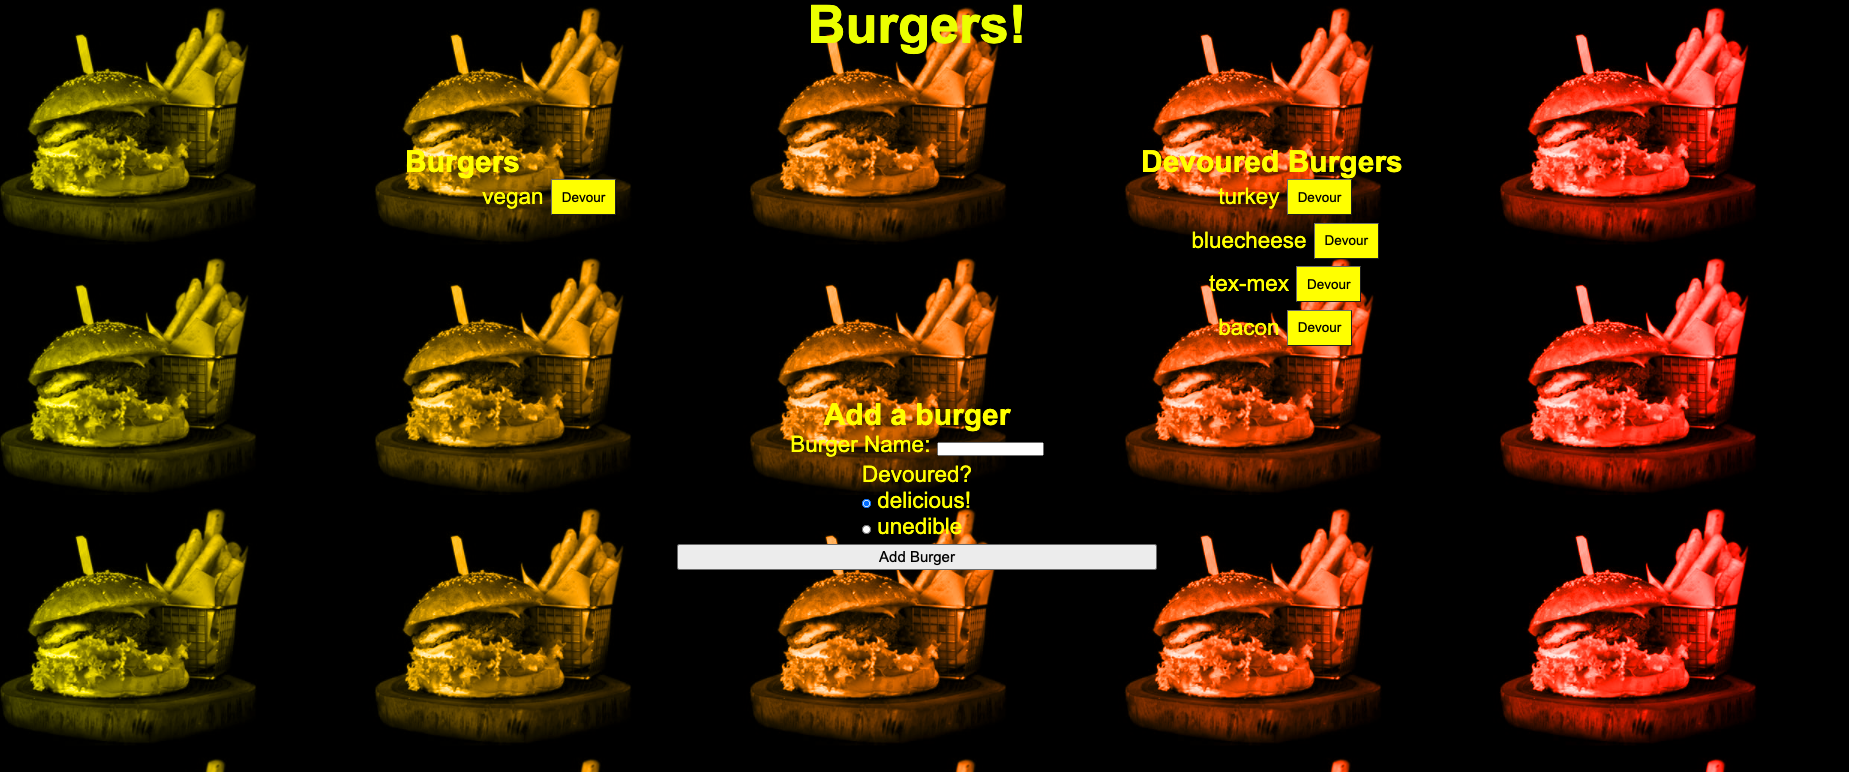 Burgers!
Burgers
vegan Devour
Devoured Burgers
turkey Devour
bluecheese Devour
tex-mex Devour
bacon Devour
Add a burger
Burger Name:
Devoured?
delicious!
unedible
Add Burger